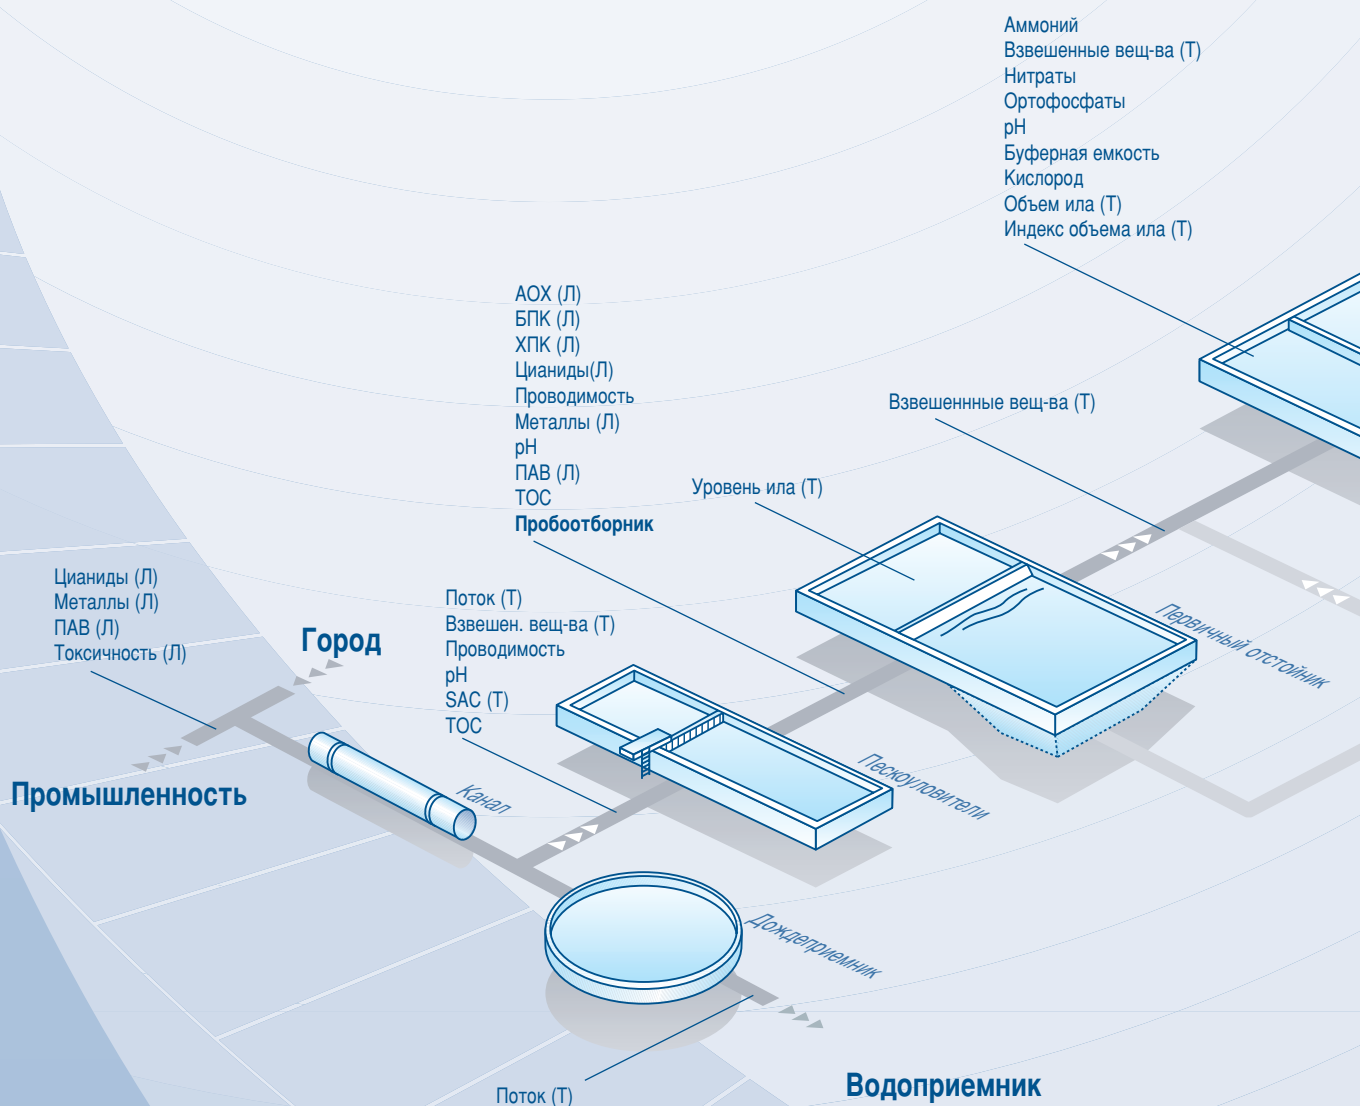 Аммоний
Взвешенные вещ-ва (Т)
Нитраты
Ортофосфаты
pH
Буферная емкость
Кислород
Объем ила (Т)
Индекс объема ила (Т)
АОХ (Л)
БПК (Л)
ХПК (Л)
Цианиды(Л)
Проводимость
Металлы (Л)
pH
ПАВ (Л)
ТОС
Пробоотборник
Взвешеннные вещ-ва (Т)
Уровень ила (Т)
Цианиды (Л)
Металлы (Л)
ПАВ (Л)
Токсичность (Л)
Город
Поток (Т)
Взвешен. вещ-ва (Т)
Проводимость
pH
SAC (T)
ТОС
Первичный отстойник
Промышленность
Канал
Пескоуловители
Дождеприемник
Поток (Т)
Водоприемник